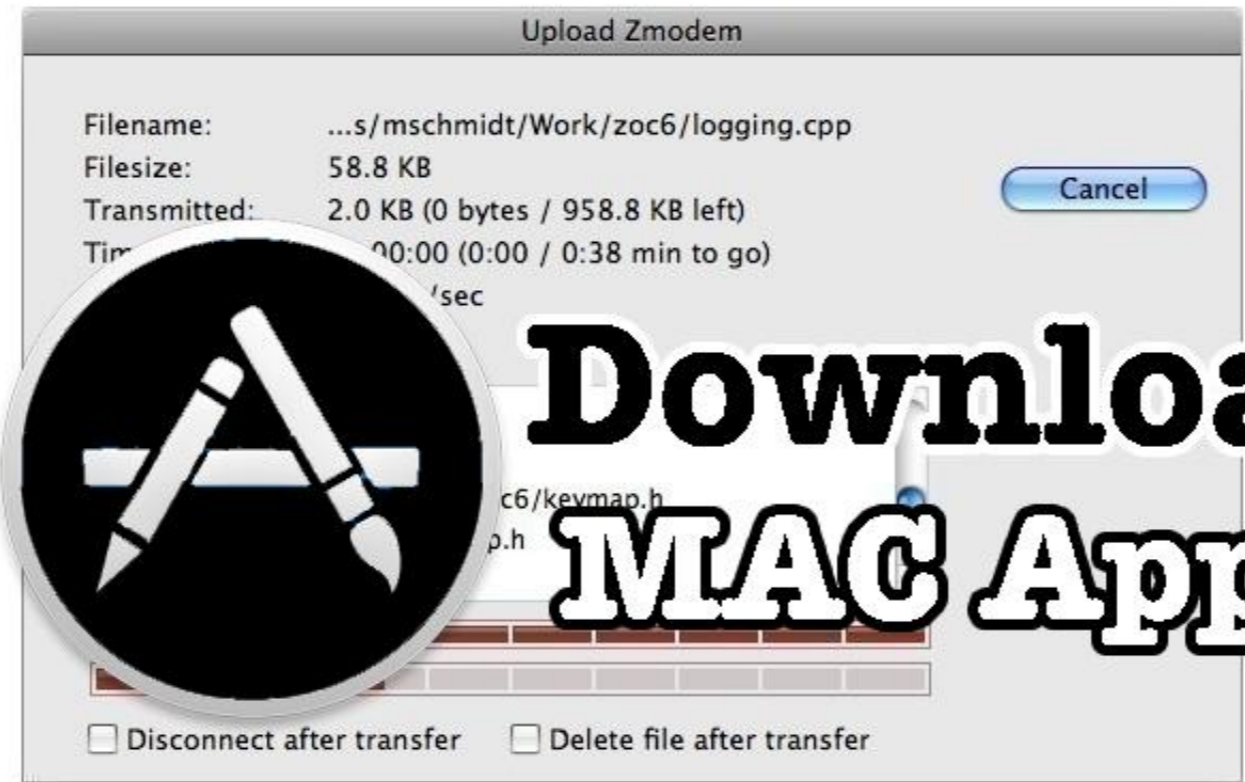 Upload Zmodem
Filename: ...s/mschmidt/Work/zoc6/logging.cpp
Filesize: 58.8 KB
Cancel
Transmitted: 2.0 KB (0 bytes / 958.8 KB left)
00:00 (0:00 / 0:38 min to go)
/sec
Downloa
c6/keymap.h
p.h
MAC App
Disconnect after transfer
Delete file after transfer